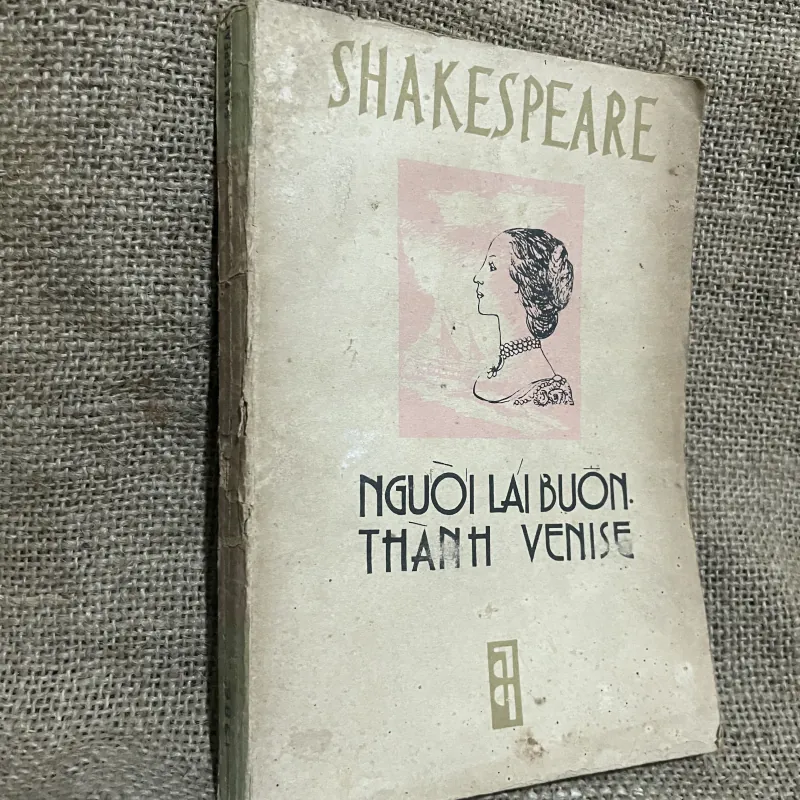 SHAKESPEARE
NGƯỜI LÁI BUÔN
THÀNH VENISE